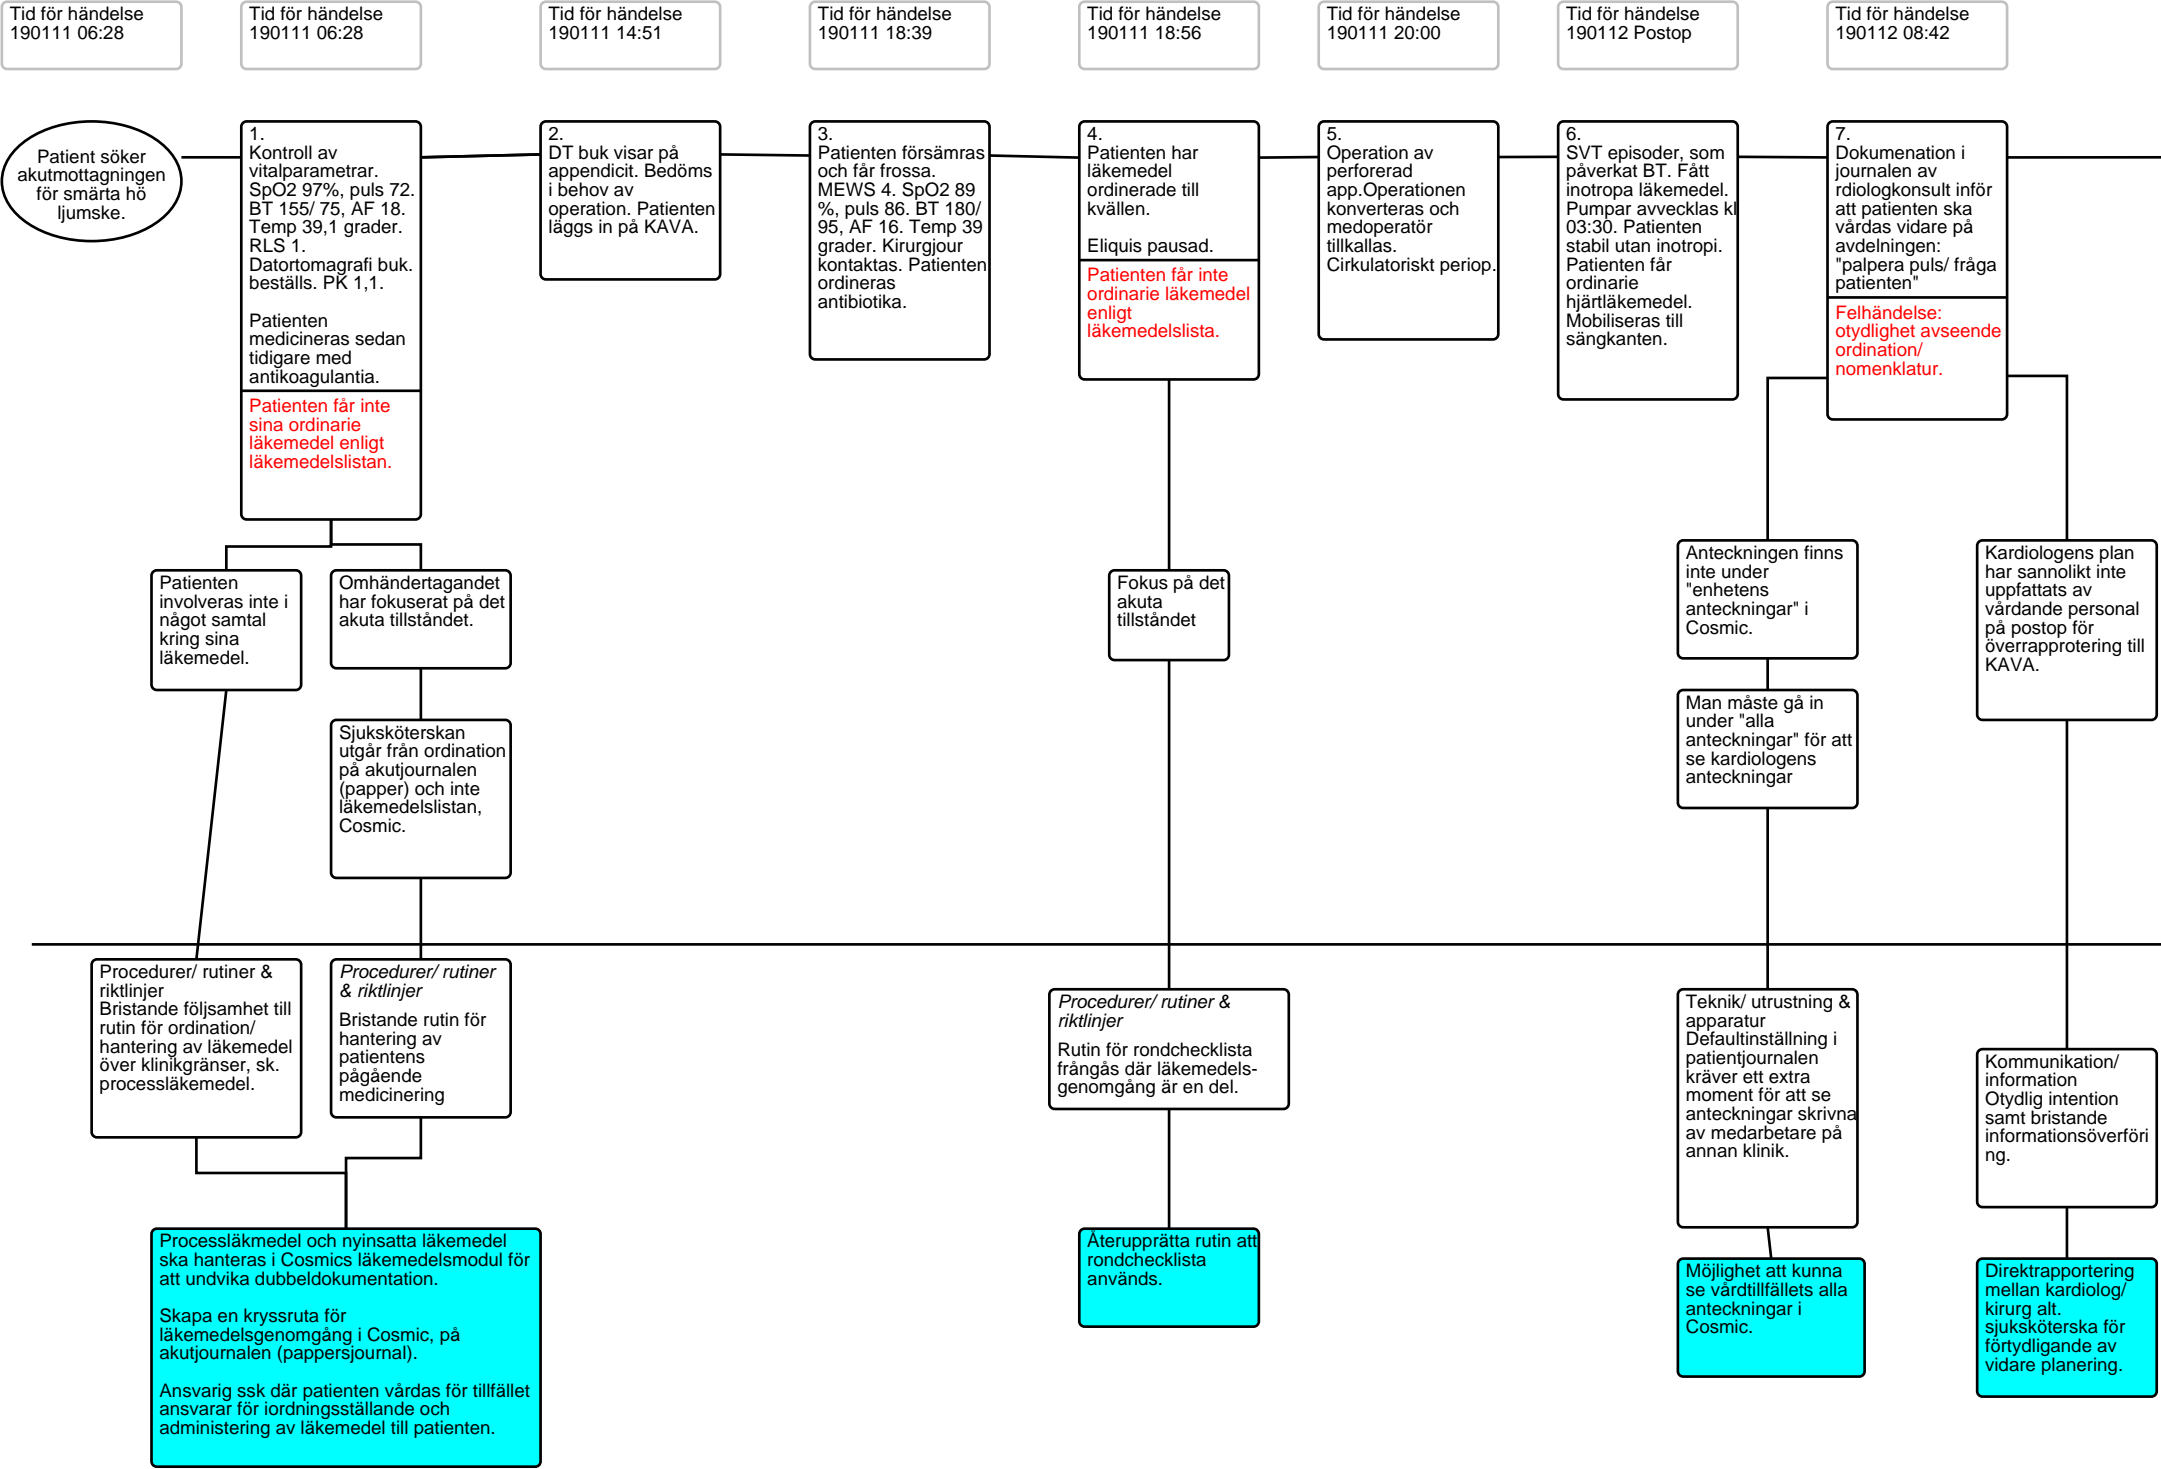 Tid för händelse
190111 06:28
Tid för händelse
190111 06:28
Tid för händelse
190111 14:51
Tid för händelse
190111 18:39
Tid för händelse
190111 18:56
Tid för händelse
190111 20:00
Tid för händelse
190112 Postop
Tid för händelse
190112 08:42
Patient söker
akutmottagningen
för smärta hö
ljumske.
1.
Kontroll av
vitalparametrar.
SpO2 97%, puls 72.
BT 155/ 75, AF 18.
Temp 39,1 grader.
RLS 1.
Datortomagrafi buk.
beställs. PK 1,1.
Patienten
medicineras sedan
tidigare med
antikoagulantia.
Patienten får inte
sina ordinarie
läkemedel enligt
läkemedelslistan.
2.
DT buk visar på
appendicit. Bedöms
i behov av
operation. Patienten
läggs in på KAVA.
3.
Patienten försämras
och får frossa.
MEWS 4. SpO2 89
%, puls 86. BT 180/
95, AF 16. Temp 39
grader. Kirurgjour
kontaktas. Patienten
ordineras
antibiotika.
4.
Patienten har
läkemedel
ordinerade till
kvällen.
Eliquis pausad.
Patienten får inte
ordinarie läkemedel
enligt
läkemedelslista.
5.
Operation av
perforerad
app.Operationen
konverteras och
medoperatör
tillkallas.
Cirkulatoriskt periop.
6.
SVT episoder, som
påverkat BT. Fått
inotropa läkemedel.
Pumpar avvecklas kl
03:30. Patienten
stabil utan inotropi.
Patienten får
ordinarie
hjärtläkemedel.
Mobiliseras till
sängkanten.
7.
Dokumenation i
journalen av
rdiologkonsult inför
att patienten ska
vårdas vidare på
avdelningen:
"palpera puls/ fråga
patienten"
Felhändelse:
otydlighet avseende
ordination/
nomenklatur.
Patienten
involveras inte i
något samtal
kring sina
läkemedel.
Omhändertagandet
har fokuserat på det
akuta tillståndet.
Sjuksköterskan
utgår från ordination
på akutjournalen
(papper) och inte
läkemedelslistan,
Cosmic.
Fokus på det
akuta
tillståndet
Anteckningen finns
inte under
"enhetens
anteckningar" i
Cosmic.
Man måste gå in
under "alla
anteckningar" för att
se kardiologens
anteckningar
Kardiologens plan
har sannolikt inte
uppfattats av
vårdande personal
på postop för
överrapprotering till
KAVA.
Procedurer/ rutiner &
riktlinjer
Bristande följsamhet till
rutin för ordination/
hantering av läkemedel
över klinikgränser, sk.
processläkemedel.
Procedurer/ rutiner
& riktlinjer
Bristande rutin för
hantering av
patientens
pågående
medicinering
Procedurer/ rutiner &
riktlinjer
Rutin för rondchecklista
frångås där läkemedels-
genomgång är en del.
Teknik/ utrustning &
apparatur
Defaultinställning i
patientjournalen
kräver ett extra
moment för att se
anteckningar skrivna
av medarbetare på
annan klinik.
Kommunikation/
information
Otydlig intention
samt bristande
informationsöverföri
ng.
Processläkmedel och nyinsatta läkemedel
ska hanteras i Cosmics läkemedelsmodul för
att undvika dubbeldokumentation.
Skapa en kryssruta för
läkemedelsgenomgång i Cosmic, på
akutjournalen (pappersjournal).
Ansvarig ssk där patienten vårdas för tillfället
ansvarar för iordningsställande och
administering av läkemedel till patienten.
Återupprätta rutin att
rondchecklista
används.
Möjlighet att kunna
se vårdtillfällets alla
anteckningar i
Cosmic.
Direktrapportering
mellan kardiolog/
kirurg alt.
sjuksköterska för
förtydligande av
vidare planering.